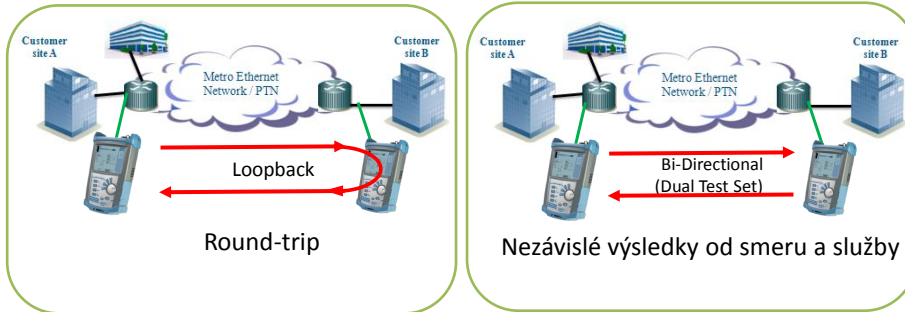 Customer
site A
Metro Ethernet
Network / PTN
Customer
site B
Loopback
Round-trip
Customer
site A
Metro Ethernet
Network / PTN
Customer
site B
Bi-Directional
(Dual Test Set)
Nezávislé výsledky od smeru a služby